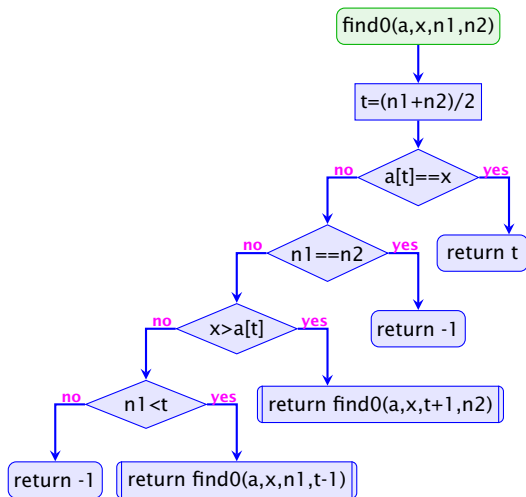 find0(a,x,n1,n2)
t=(n1+n2)/2
a[t]==x
no
yes
return t
n1==n2
no
yes
return -1
x>a[t]
no
yes
return find0(a,x,t+1,n2)
n1<t
no
yes
return -1
return find0(a,x,n1,t-1)